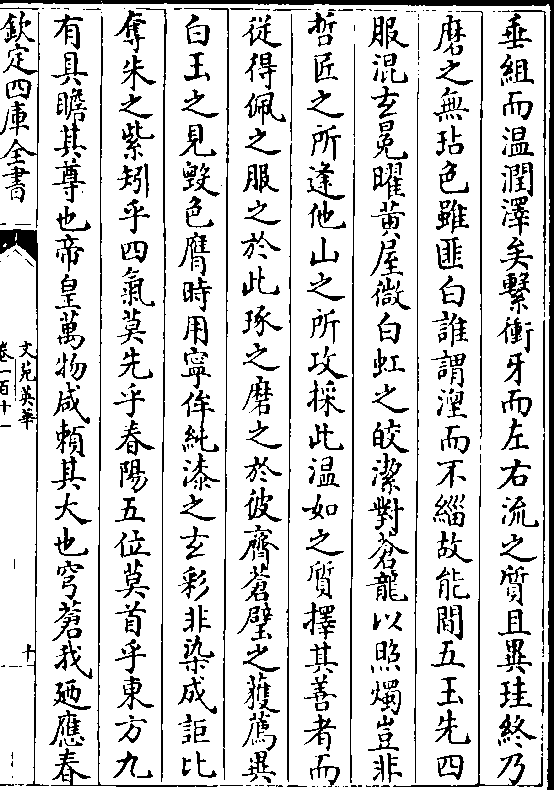 垂組而温潤澤矣繫衝牙而左右流之質且異珪終乃
磨之無玷色雖匪白誰謂湼而不緇故能間五玉先四
服混玄冕曜黄屋微白虹之皎潔對蒼龍以照燭豈非
哲匠之所逢他山之所攻採此温如之質擇其善者而
從得佩之服之於此琢之磨之於彼齊蒼璧之䕶薦異
白玉之見毁色膺時用寧侔純漆之玄彩非染成詎比
奪朱之紫矧乎四氣莫先乎春陽五位莫首乎東方九
有具瞻其尊也帝皇萬物咸頼其大也穹蒼我廼應春
欽定四庫全書
文苑英華
卷一百十一
十